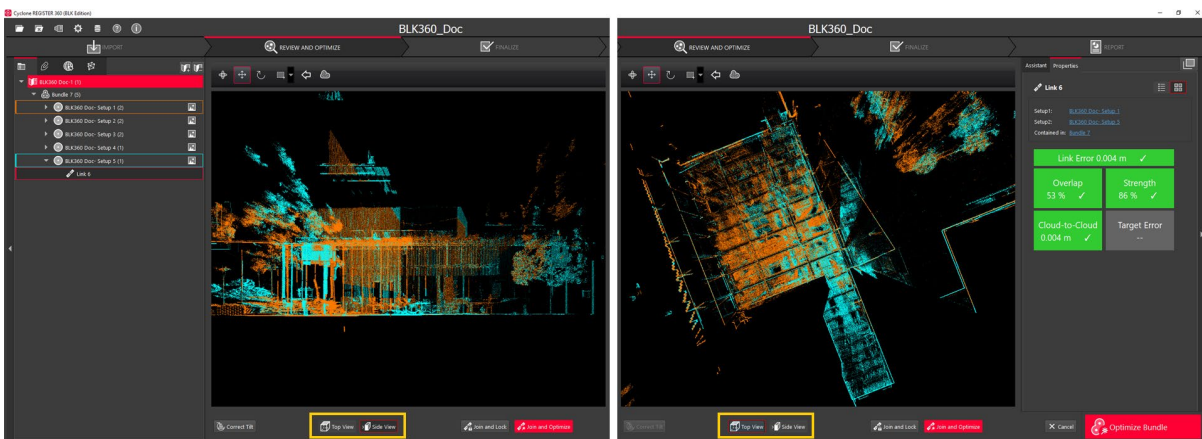 Cyclone REGISTER 360 (BLK Edition)
BLK360_Doc
IMPORT
REVIEW AND OPTIMIZE
FINALIZE
BLK360 Doc-1 (1)
Bundle 7 (5)
BLK360 Doc- Setup 1 (2)
BLK360 Doc- Setup 2 (2)
BLK360 Doc- Setup 3 (2)
BLK360 Doc- Setup 4 (1)
BLK360 Doc- Setup 5 (1)
Link 6
Correct Tilt
Top View
Side View
Join and Lock
Join and Optimize
BLK360_Doc
REVIEW AND OPTIMIZE
FINALIZE
REPORT
Assistant Properties
Link 6
Setup1: BLK360 Doc- Setup 1
Setup2: BLK360 Doc- Setup 5
Contained in: Bundle 7
Link Error 0.004 m ✓
Overlap
53 % ✓
Strength
86 % ✓
Cloud-to-Cloud
0.004 m ✓
Target Error
--
Correct Tilt
Top View
Side View
Join and Lock
Join and Optimize
Cancel
Optimize Bundle